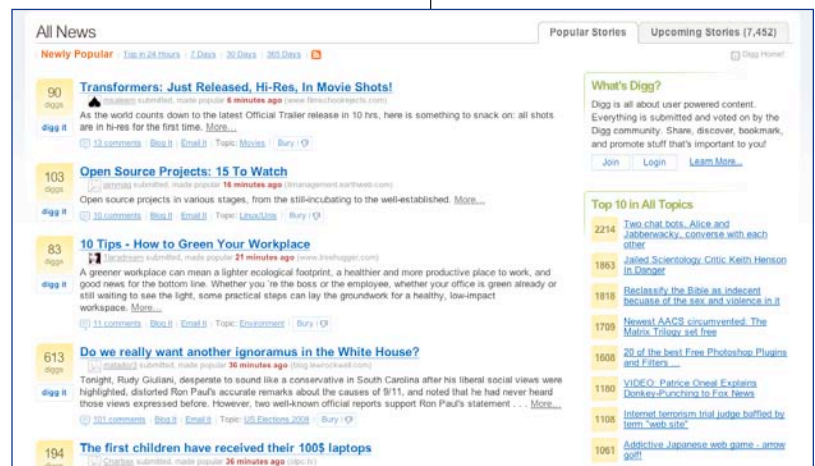 All News
Popular Stories
Upcoming Stories (7,452)
Newly Popular Top in 24 Hours 7 Days 30 Days 365 Days
Digg Home!
90
diggs
digg it
Transformers: Just Released, Hi-Res, In Movie Shots!
submitted, made popular 6 minutes ago (www.filmschoolrejects.com)
As the world counts down to the latest Official Trailer release in 10 hrs, here is something to snack on: all shots
are in hi-res for the first time. More...
13 comments Blog It Email It Topic: Movies Bury
103
diggs
digg it
Open Source Projects: 15 To Watch
submitted, made popular 16 minutes ago (itmanagement.earthweb.com)
Open source projects in various stages, from the still-incubating to the well-established. More...
10 comments Blog It Email It Topic: Linux/Unix Bury
83
diggs
digg it
10 Tips - How to Green Your Workplace
submitted, made popular 21 minutes ago (www.treehugger.com)
A greener workplace can mean a lighter ecological footprint, a healthier and more productive place to work, and
good news for the bottom line. Whether you 're the boss or the employee, whether your office is green already or
still waiting to see the light, some practical steps can lay the groundwork for a healthy, low-impact
workspace. More...
11 comments Blog It Email It Topic: Environment Bury
613
diggs
digg it
Do we really want another ignoramus in the White House?
matador3 submitted, made popular 36 minutes ago (blog.lewrockwell.com)
Tonight, Rudy Giuliani, desperate to sound like a conservative in South Carolina after his liberal social views were
highlighted, distorted Ron Paul's accurate remarks about the causes of 9/11, and noted that he had never heard
those views expressed before. However, two well-known official reports support Ron Paul's statement . . . More...
101 comments Blog It Email It Topic: US Elections 2008 Bury
194
diggs
The first children have received their 100$ laptops
Charbax submitted, made popular 36 minutes ago (olpc.tv)
What's Digg?
Digg is all about user powered content.
Everything is submitted and voted on by the
Digg community. Share, discover, bookmark,
and promote stuff that's important to you!
Join Login Learn More...
Top 10 in All Topics
2214 Two chat bots, Alice and
Jabberwacky, converse with each
other
1863 Jailed Scientology Critic Keith Henson
In Danger
1818 Reclassify the Bible as indecent
becuase of the sex and violence in it
1709 Newest AACS circumvented: The
Matrix Trilogy set free
1608 20 of the best Free Photoshop Plugins
and Filters ...
1180 VIDEO: Patrice Oneal Explains
Donkey-Punching to Fox News
1108 Internet terrorism trial judge baffled by
term "web site"
1061 Addictive Japanese web game - arrow
golf!